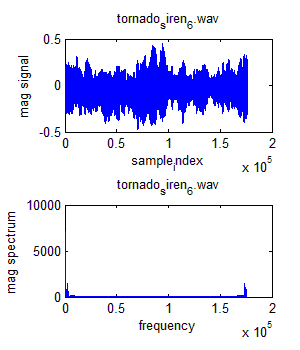 tornado_siren_6.wav
0.5
mag signal
0
-0.5
0 0.5 1 1.5 2
sample_index
x 10^5
tornado_siren_6.wav
10000
mag spectrum
5000
0
0 0.5 1 1.5 2
frequency
x 10^5